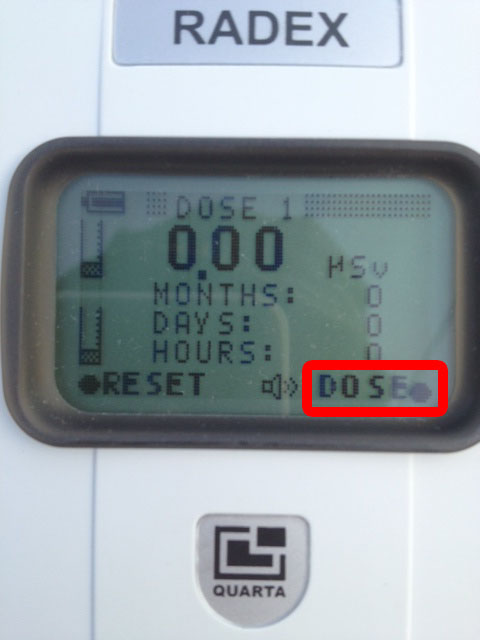 RADEX
DOSE 1
0.00 µSv
MONTHS: 0
DAYS: 0
HOURS: 0
RESET DOSE
QUARTA